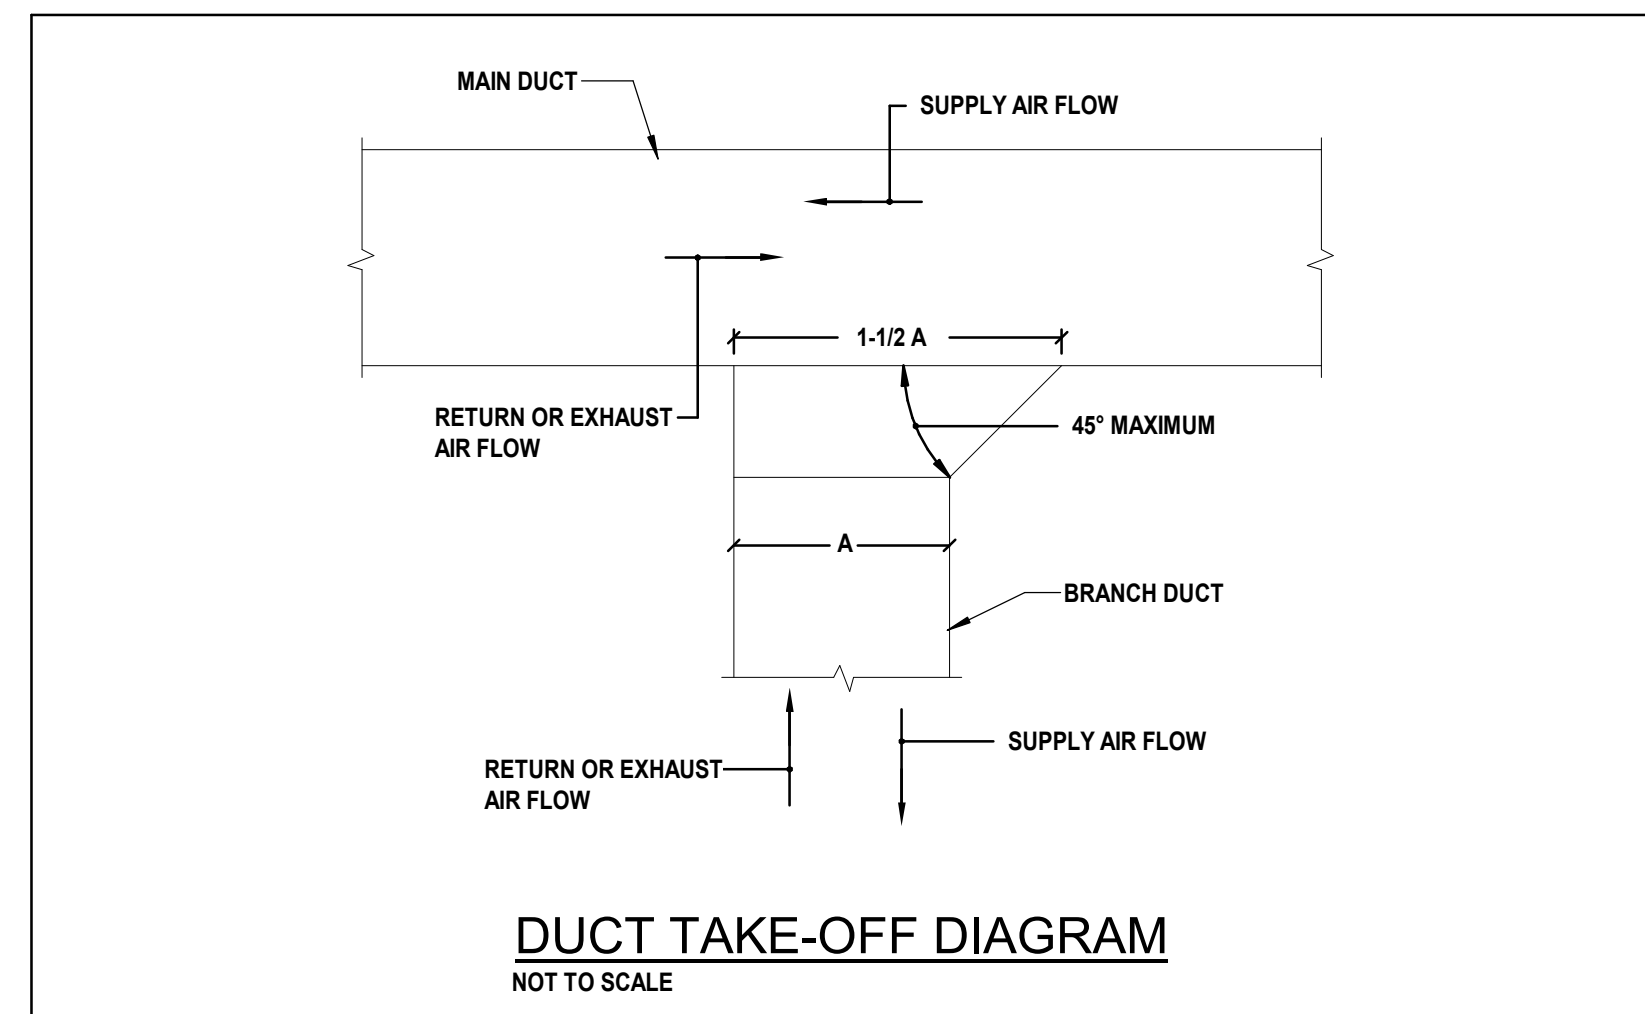 MAIN DUCT
SUPPLY AIR FLOW
1-1/2 A
RETURN OR EXHAUST
AIR FLOW
45° MAXIMUM
A
BRANCH DUCT
SUPPLY AIR FLOW
RETURN OR EXHAUST
AIR FLOW
DUCT TAKE-OFF DIAGRAM
NOT TO SCALE